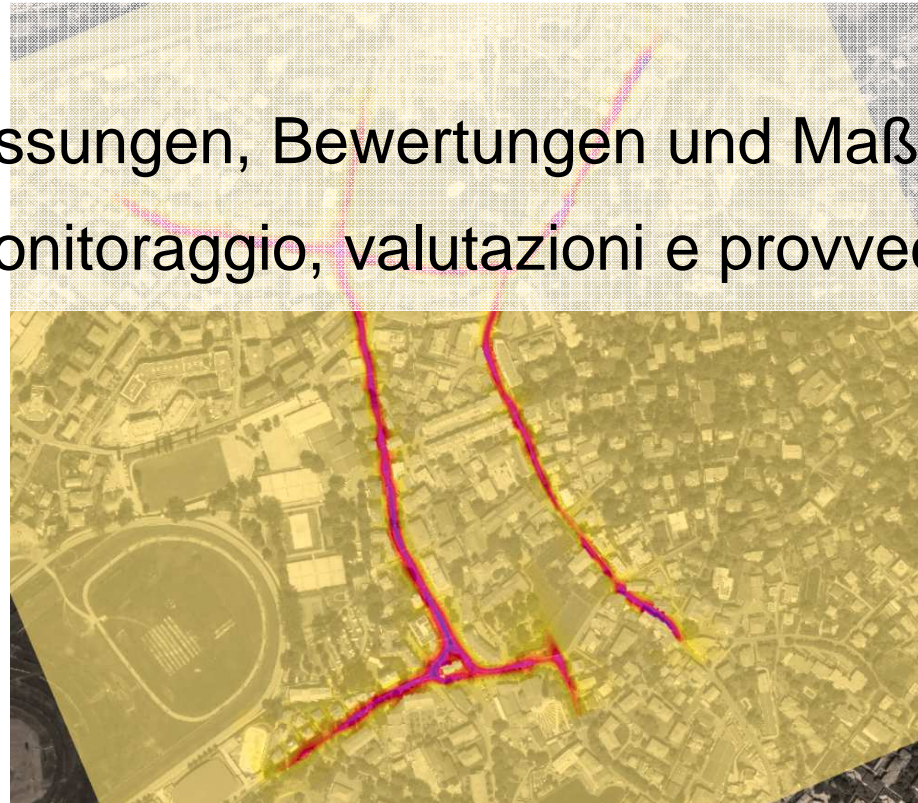 ssungen, Bewertungen und Maß
onitoraggio, valutazioni e provve